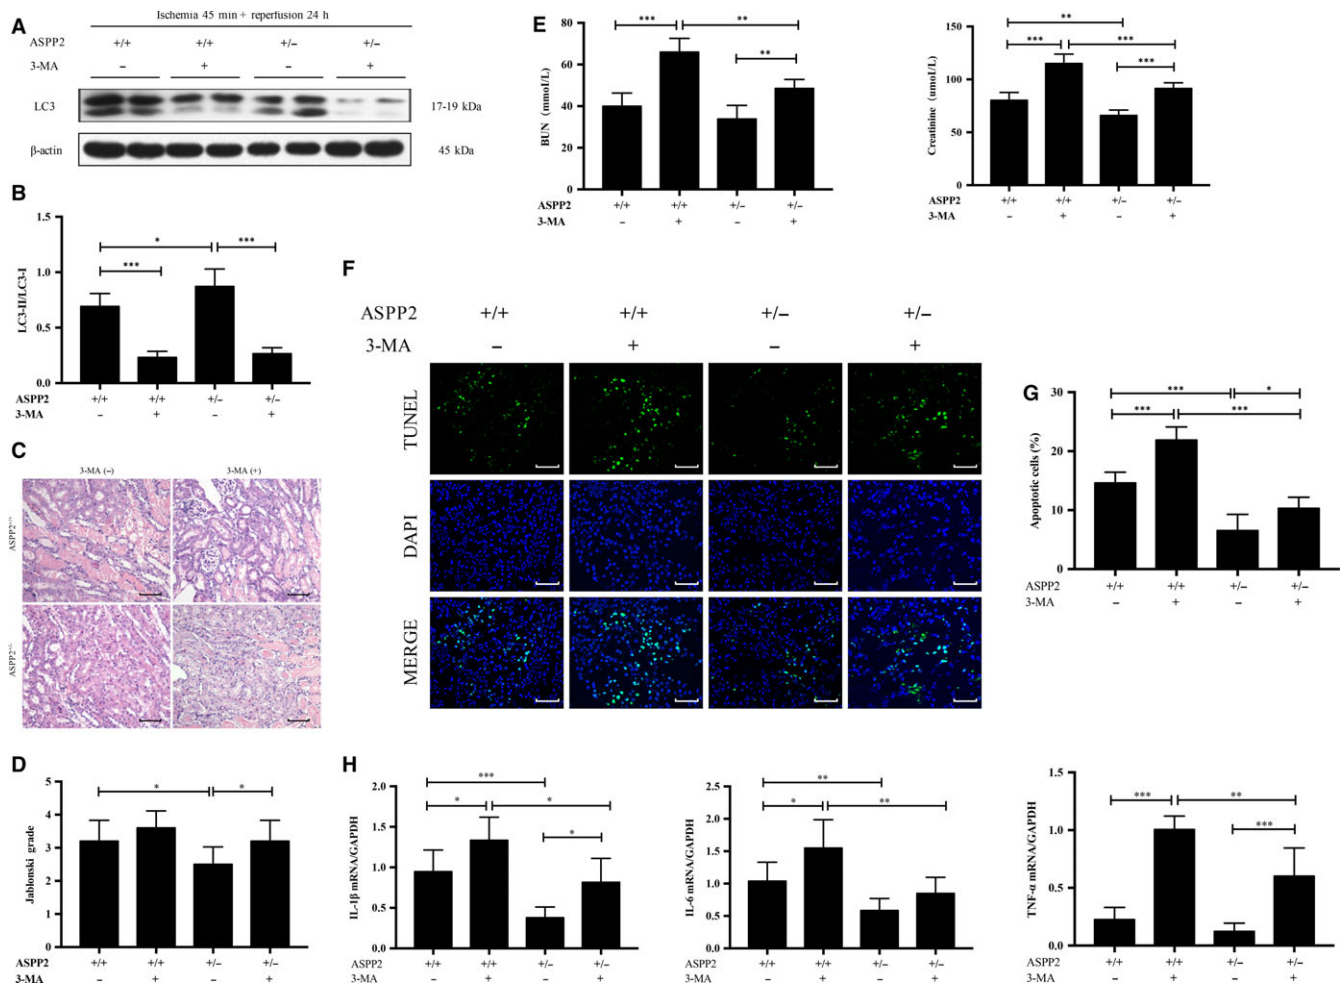 A
Ischemia 45 min + reperfusion 24 h
ASPP2 +/+ +/+ +/− +/−
3-MA − + − +
LC3 17-19 kDa
β-actin 45 kDa
B
LC3-II/LC3-I
1.5
1.0
0.5
0.0
* ***
***
ASPP2 +/+ +/+ +/− +/−
3-MA − + − +
C
3-MA (−) 3-MA (+)
ASPP2+/+
ASPP2+/-
D
Jablonski grade
5
4
3
2
1
0
* *
ASPP2 +/+ +/+ +/− +/−
3-MA − + − +
E
BUN (mmol/L)
80
60
40
20
0
*** **
**
ASPP2 +/+ +/+ +/− +/−
3-MA − + − +
Creatinine (umol/L)
150
100
50
0
**
*** ***
***
ASPP2 +/+ +/+ +/− +/−
3-MA − + − +
F
ASPP2 +/+ +/+ +/− +/−
3-MA − + − +
TUNEL
DAPI
MERGE
G
Apoptotic cells (%)
30
20
10
0
*** *
*** ***
ASPP2 +/+ +/+ +/− +/−
3-MA − + − +
H
IL-1β mRNA/GAPDH
2.0
1.5
1.0
0.5
0.0
***
* *
*
ASPP2 +/+ +/+ +/− +/−
3-MA − + − +
IL-6 mRNA/GAPDH
2.5
2.0
1.5
1.0
0.5
0.0
**
* **
ASPP2 +/+ +/+ +/− +/−
3-MA − + − +
TNF-α mRNA/GAPDH
1.5
1.0
0.5
0.0
*** **
***
ASPP2 +/+ +/+ +/− +/−
3-MA − + − +